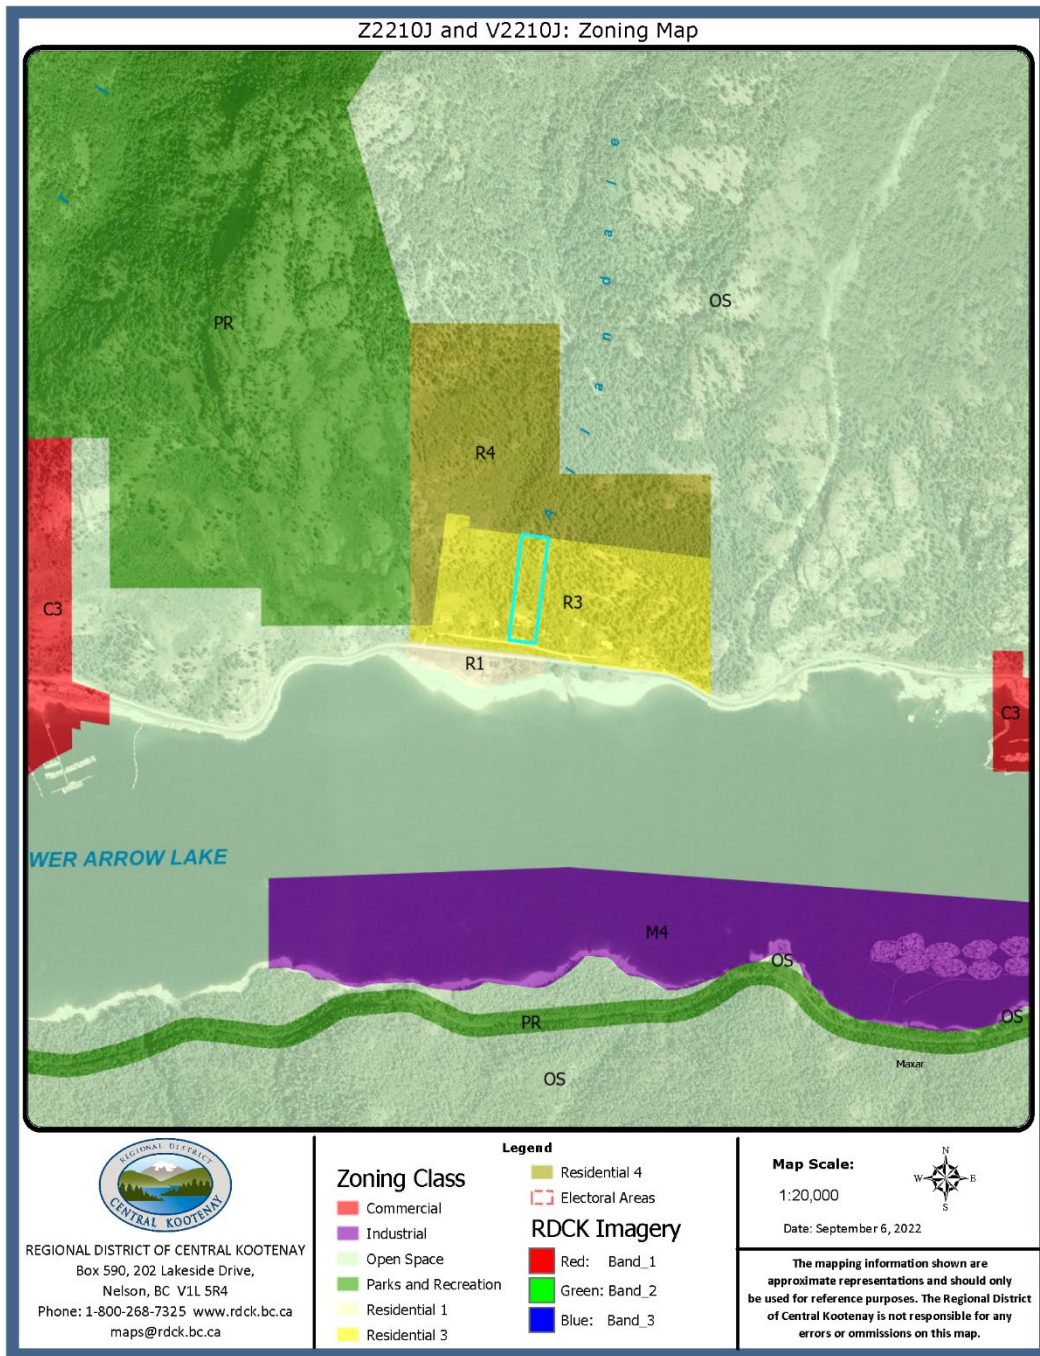 Z2210J and V2210J: Zoning Map
Allandale
PR
OS
R4
C3
R3
R1
C3
WER ARROW LAKE
M4
OS
PR
OS
OS
Maxar
REGIONAL DISTRICT
CENTRAL KOOTENAY
REGIONAL DISTRICT OF CENTRAL KOOTENAY
Box 590, 202 Lakeside Drive,
Nelson, BC V1L 5R4
Phone: 1-800-268-7325 www.rdck.bc.ca
maps@rdck.bc.ca
Legend
Zoning Class
Commercial
Industrial
Open Space
Parks and Recreation
Residential 1
Residential 3
Residential 4
Electoral Areas
RDCK Imagery
Red: Band_1
Green: Band_2
Blue: Band_3
Map Scale:
1:20,000
N
W E
S
Date: September 6, 2022
The mapping information shown are
approximate representations and should only
be used for reference purposes. The Regional District
of Central Kootenay is not responsible for any
errors or ommissions on this map.